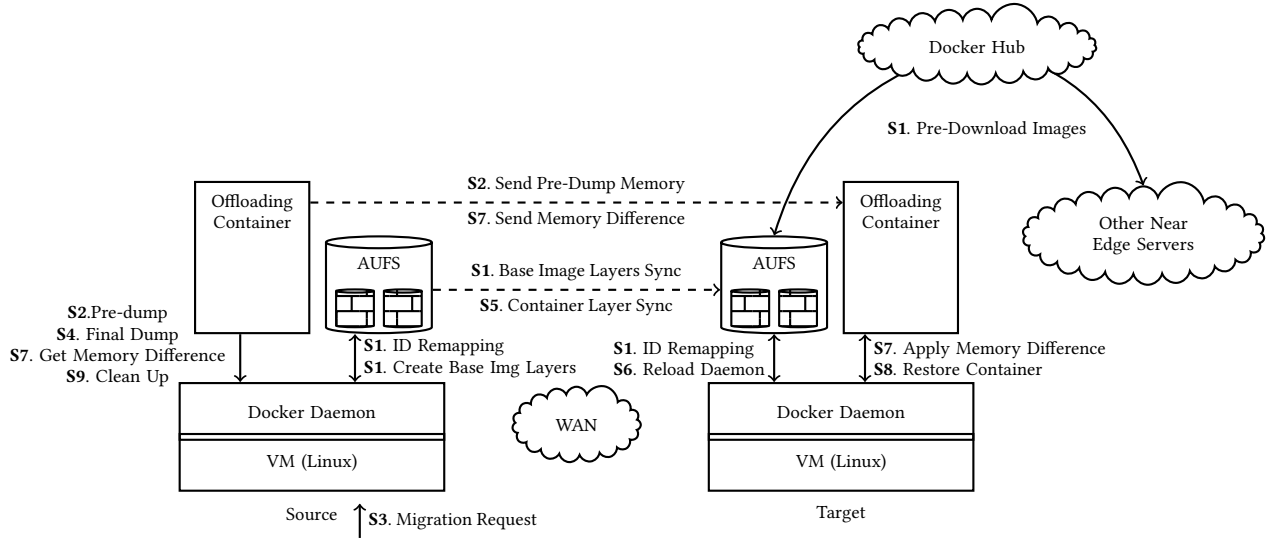 Docker Hub
S1. Pre-Download Images
Offloading
Container
S2. Send Pre-Dump Memory
S7. Send Memory Difference
Offloading
Container
Other Near
Edge Servers
AUFS
S1. Base Image Layers Sync
S5. Container Layer Sync
AUFS
S2.Pre-dump
S4. Final Dump
S7. Get Memory Difference
S9. Clean Up
S1. ID Remapping
S1. Create Base Img Layers
S1. ID Remapping
S6. Reload Daemon
S7. Apply Memory Difference
S8. Restore Container
Docker Daemon
VM (Linux)
WAN
Docker Daemon
VM (Linux)
Source
S3. Migration Request
Target